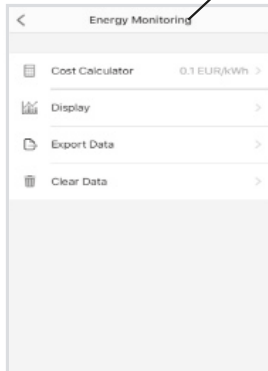 Energy Monitoring
Cost Calculator 0.1 EUR/kWh
Display
Export Data
Clear Data